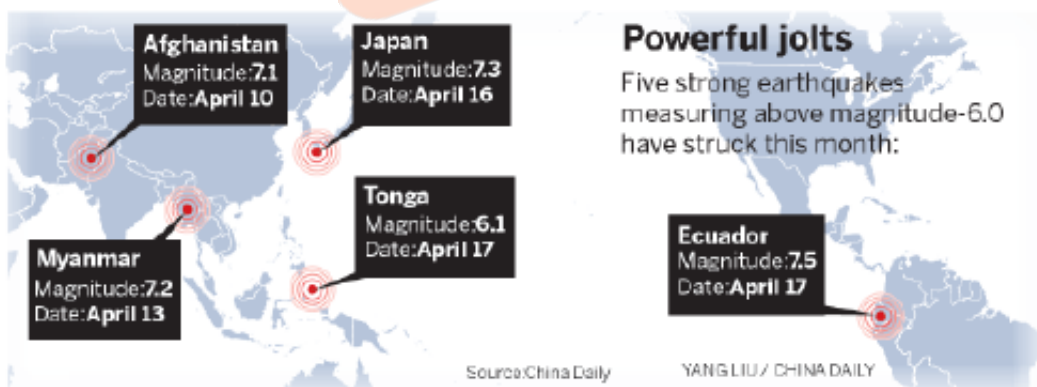 Powerful jolts
Five strong earthquakes
measuring above magnitude-6.0
have struck this month:
Afghanistan
Magnitude:7.1
Date:April 10
Japan
Magnitude:7.3
Date:April 16
Myanmar
Magnitude:7.2
Date:April 13
Tonga
Magnitude:6.1
Date:April 17
Ecuador
Magnitude:7.5
Date:April 17
Source:China Daily
YANG LIU / CHINA DAILY